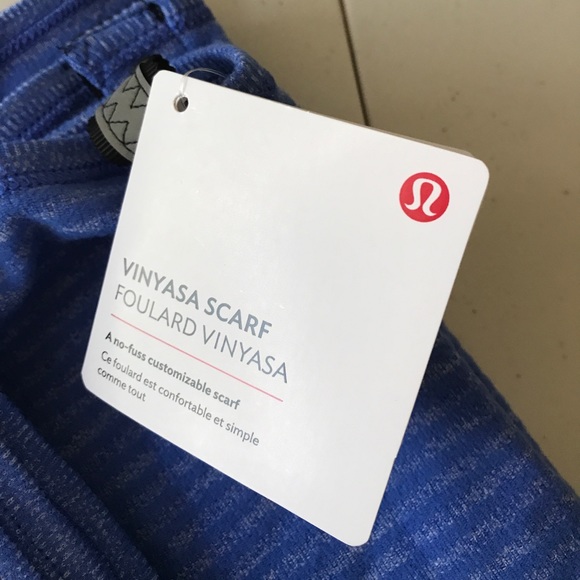 VINYASA SCARF
FOULARD VINYASA
A no-fuss customizable scarf
Ce foulard est confortable et simple
comme tout